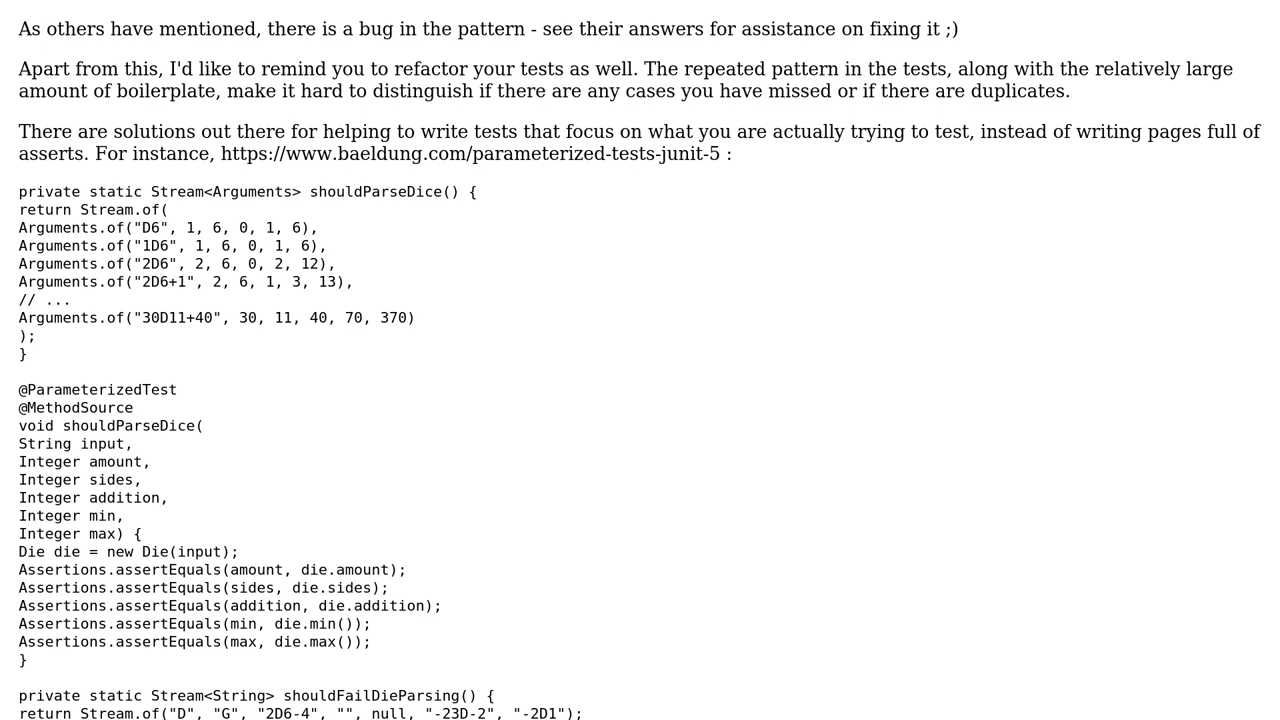 As others have mentioned, there is a bug in the pattern - see their answers for assistance on fixing it ;)
Apart from this, I'd like to remind you to refactor your tests as well. The repeated pattern in the tests, along with the relatively large
amount of boilerplate, make it hard to distinguish if there are any cases you have missed or if there are duplicates.
There are solutions out there for helping to write tests that focus on what you are actually trying to test, instead of writing pages full of
asserts. For instance, https://www.baeldung.com/parameterized-tests-junit-5 :
private static Stream<Arguments> shouldParseDice() {
return Stream.of(
Arguments.of("D6", 1, 6, 0, 1, 6),
Arguments.of("1D6", 1, 6, 0, 1, 6),
Arguments.of("2D6", 2, 6, 0, 2, 12),
Arguments.of("2D6+1", 2, 6, 1, 3, 13),
// ...
Arguments.of("30D11+40", 30, 11, 40, 70, 370)
);
}
@ParameterizedTest
@MethodSource
void shouldParseDice(
String input,
Integer amount,
Integer sides,
Integer addition,
Integer min,
Integer max) {
Die die = new Die(input);
Assertions.assertEquals(amount, die.amount);
Assertions.assertEquals(sides, die.sides);
Assertions.assertEquals(addition, die.addition);
Assertions.assertEquals(min, die.min());
Assertions.assertEquals(max, die.max());
}
private static Stream<String> shouldFailDieParsing() {
return Stream.of("D", "G", "2D6-4", "", null, "-23D-2", "-2D1");